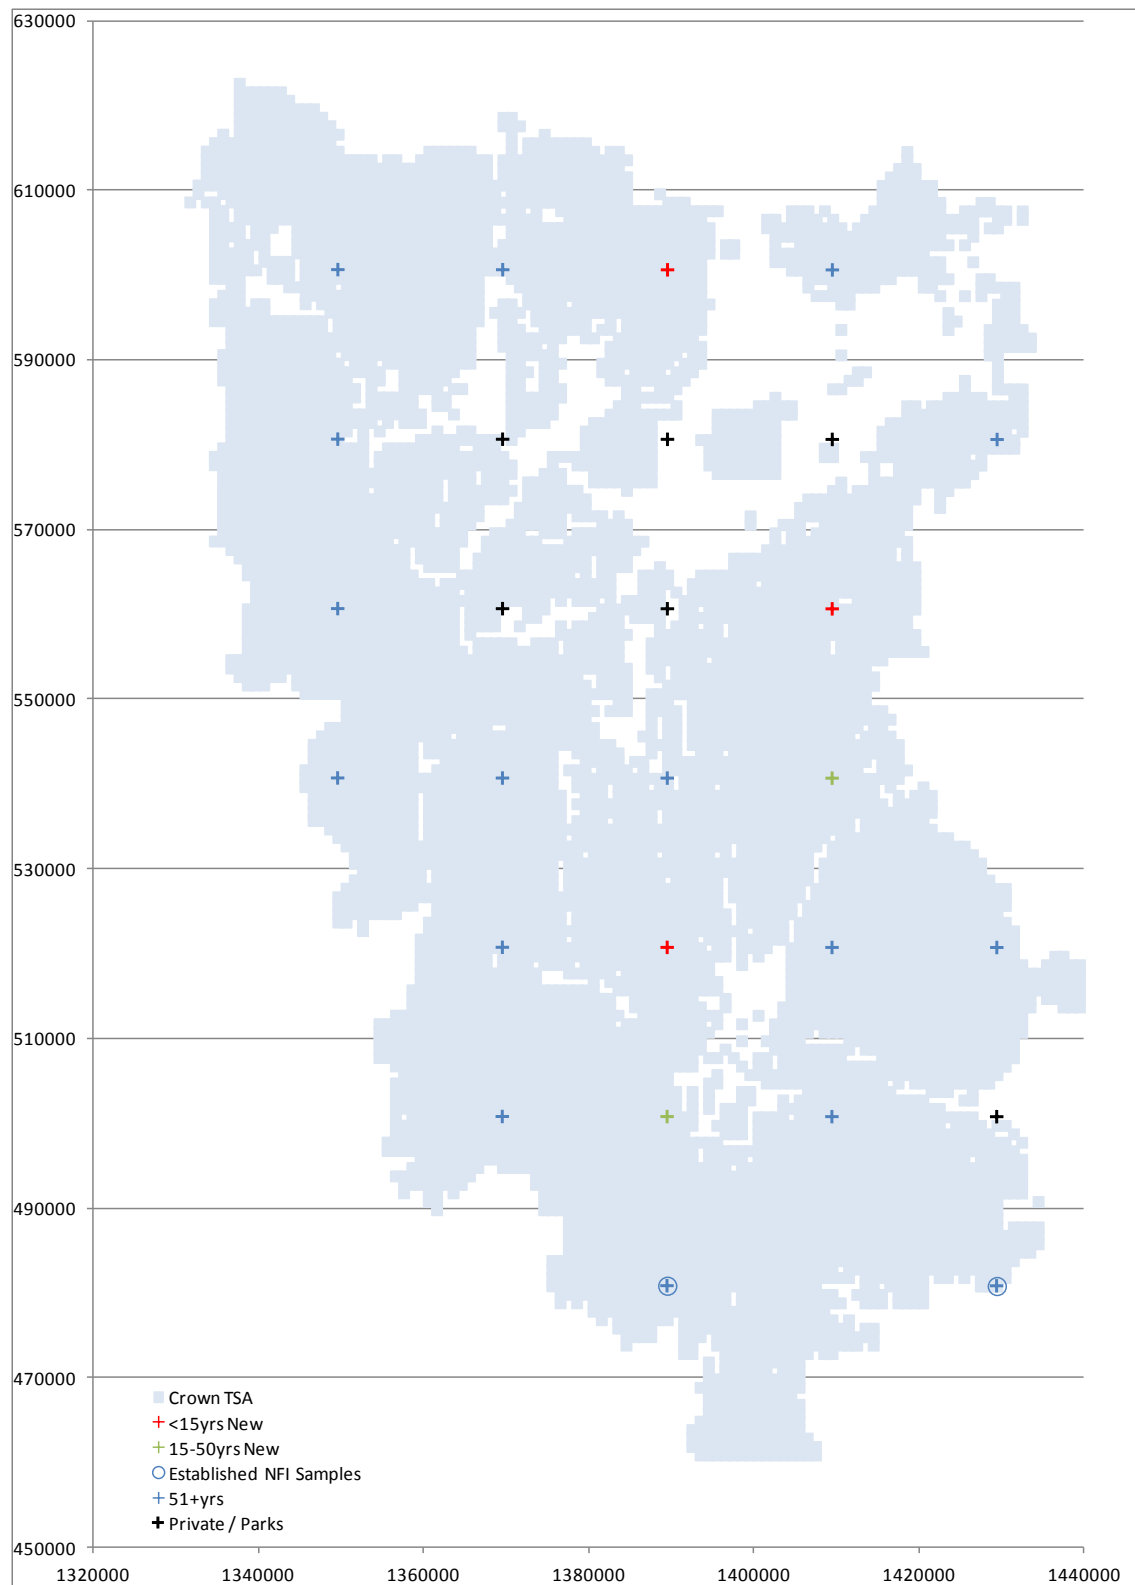 630000
610000
590000
570000
550000
530000
510000
490000
470000
Crown TSA
<15yrs New
15-50yrs New
Established NFI Samples
51+yrs
Private / Parks
450000
1320000 1340000 1360000 1380000 1400000 1420000 1440000